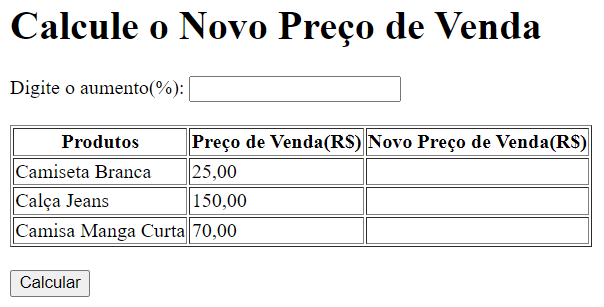 Calcule o Novo Preço de Venda
Digite o aumento(%):
Produtos Preço de Venda(R$) Novo Preço de Venda(R$)
Camiseta Branca 25,00
Calça Jeans 150,00
Camisa Manga Curta 70,00
Calcular